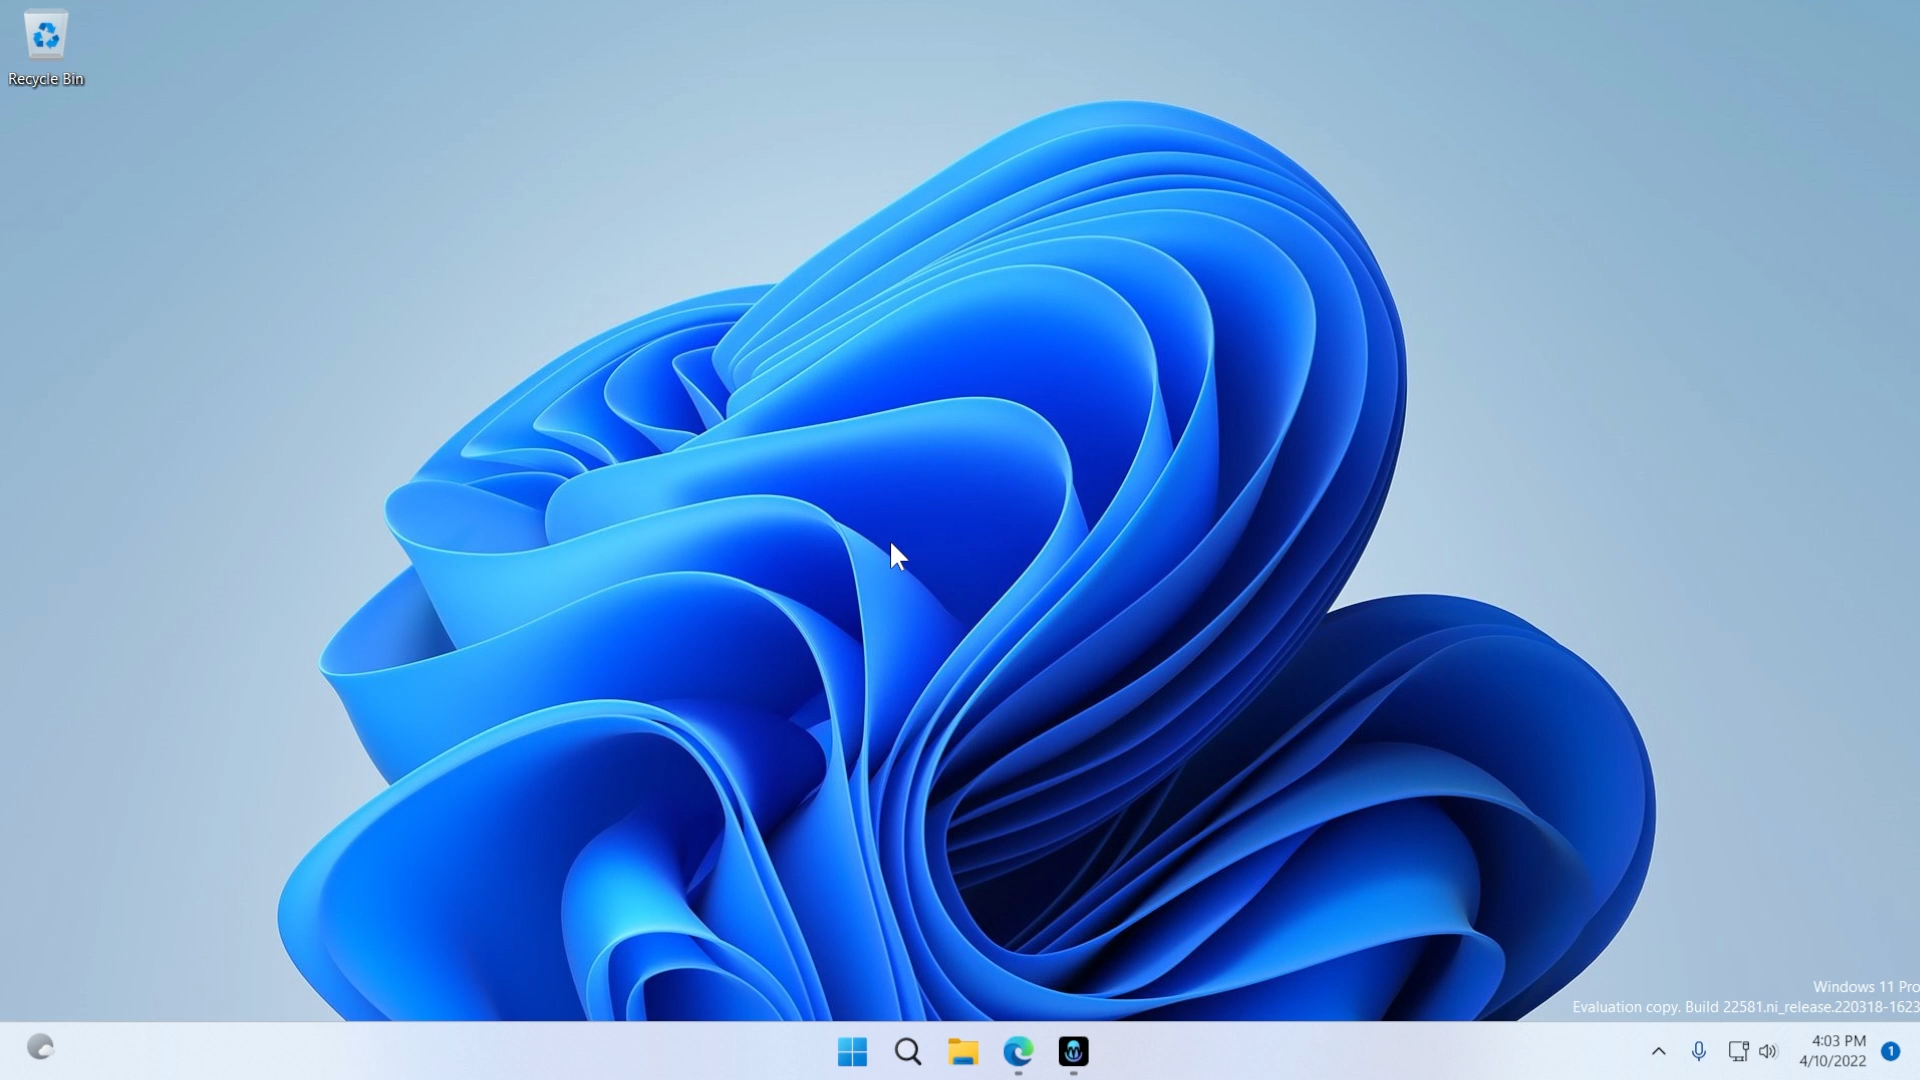 Recycle Bin
Windows 11 Pro
Evaluation copy. Build 22581.ni_release.220318-1623
4:03 PM
4/10/2022
1